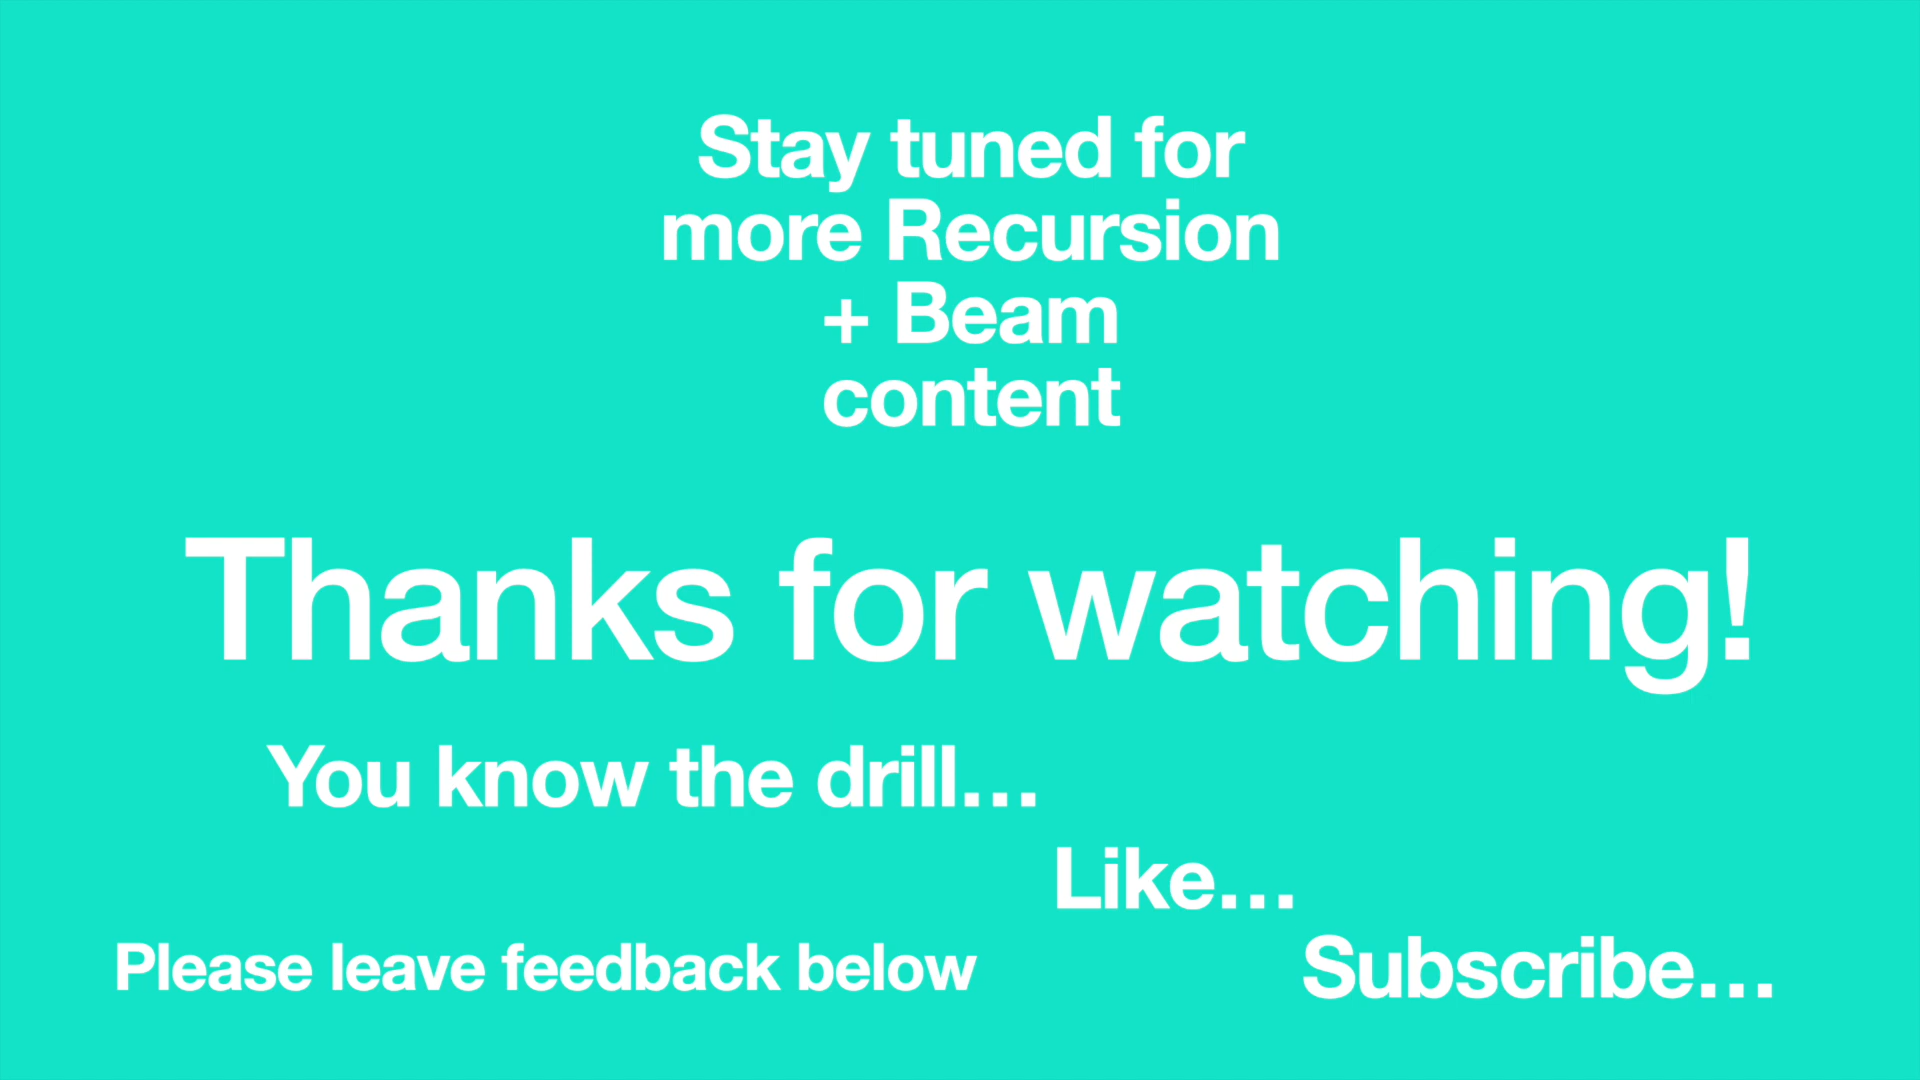 Stay tuned for
more Recursion
+ Beam
content
Thanks for watching!
You know the drill...
Like...
Please leave feedback below
Subscribe...